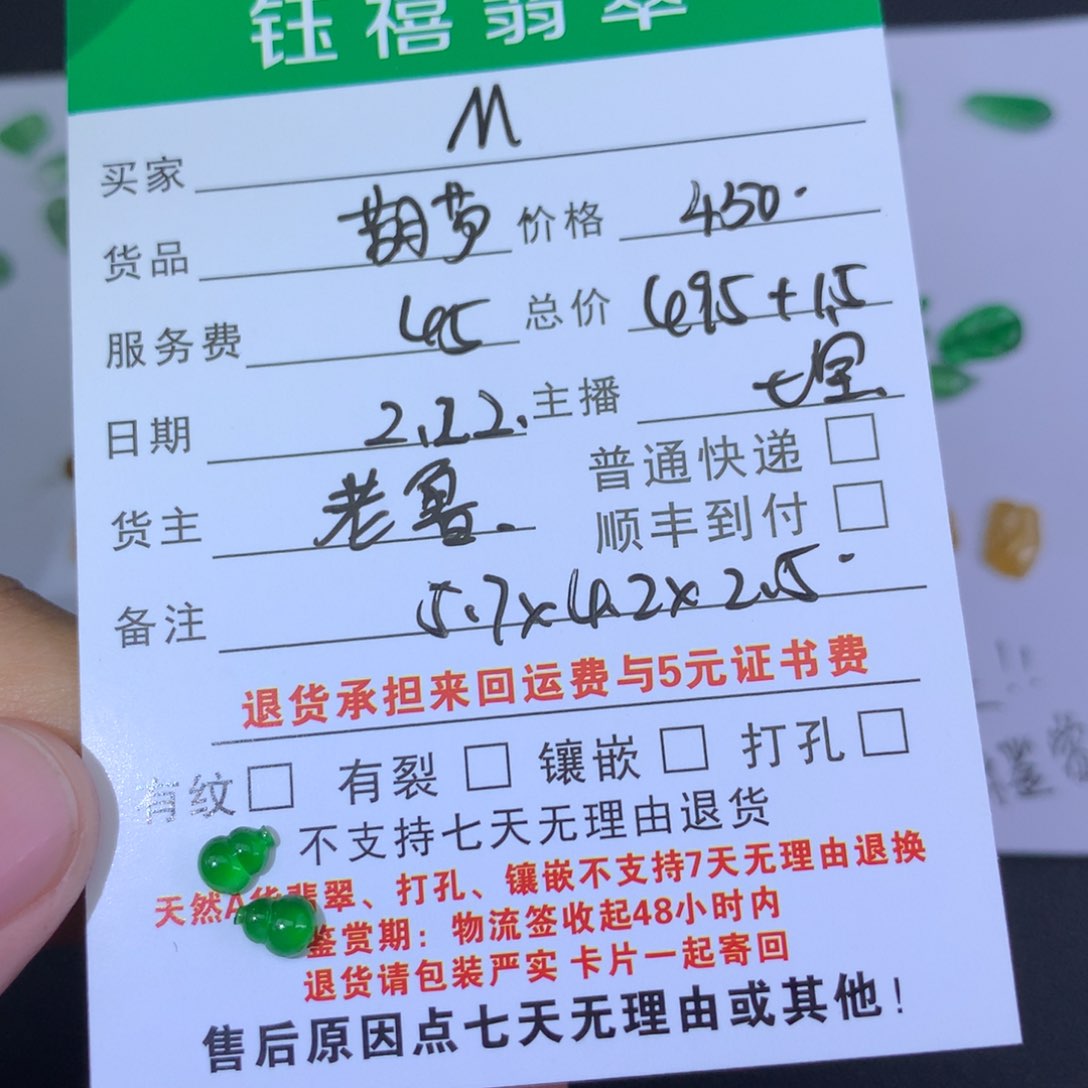 钰禧翡翠
买家 M
货品 葫芦 价格 450.
服务费 45 总价 495+1.5
日期 2.22. 主播 七星
货主 老鲁. 普通快递
顺丰到付
备注 5.7x4.2x2.5.
退货承担来回运费与5元证书费
有纹 有裂 镶嵌 打孔
不支持七天无理由退货
天然A货翡翠、打孔、镶嵌不支持7天无理由退换
鉴赏期：物流签收起48小时内
退货请包装严实 卡片一起寄回
售后原因点七天无理由或其他！